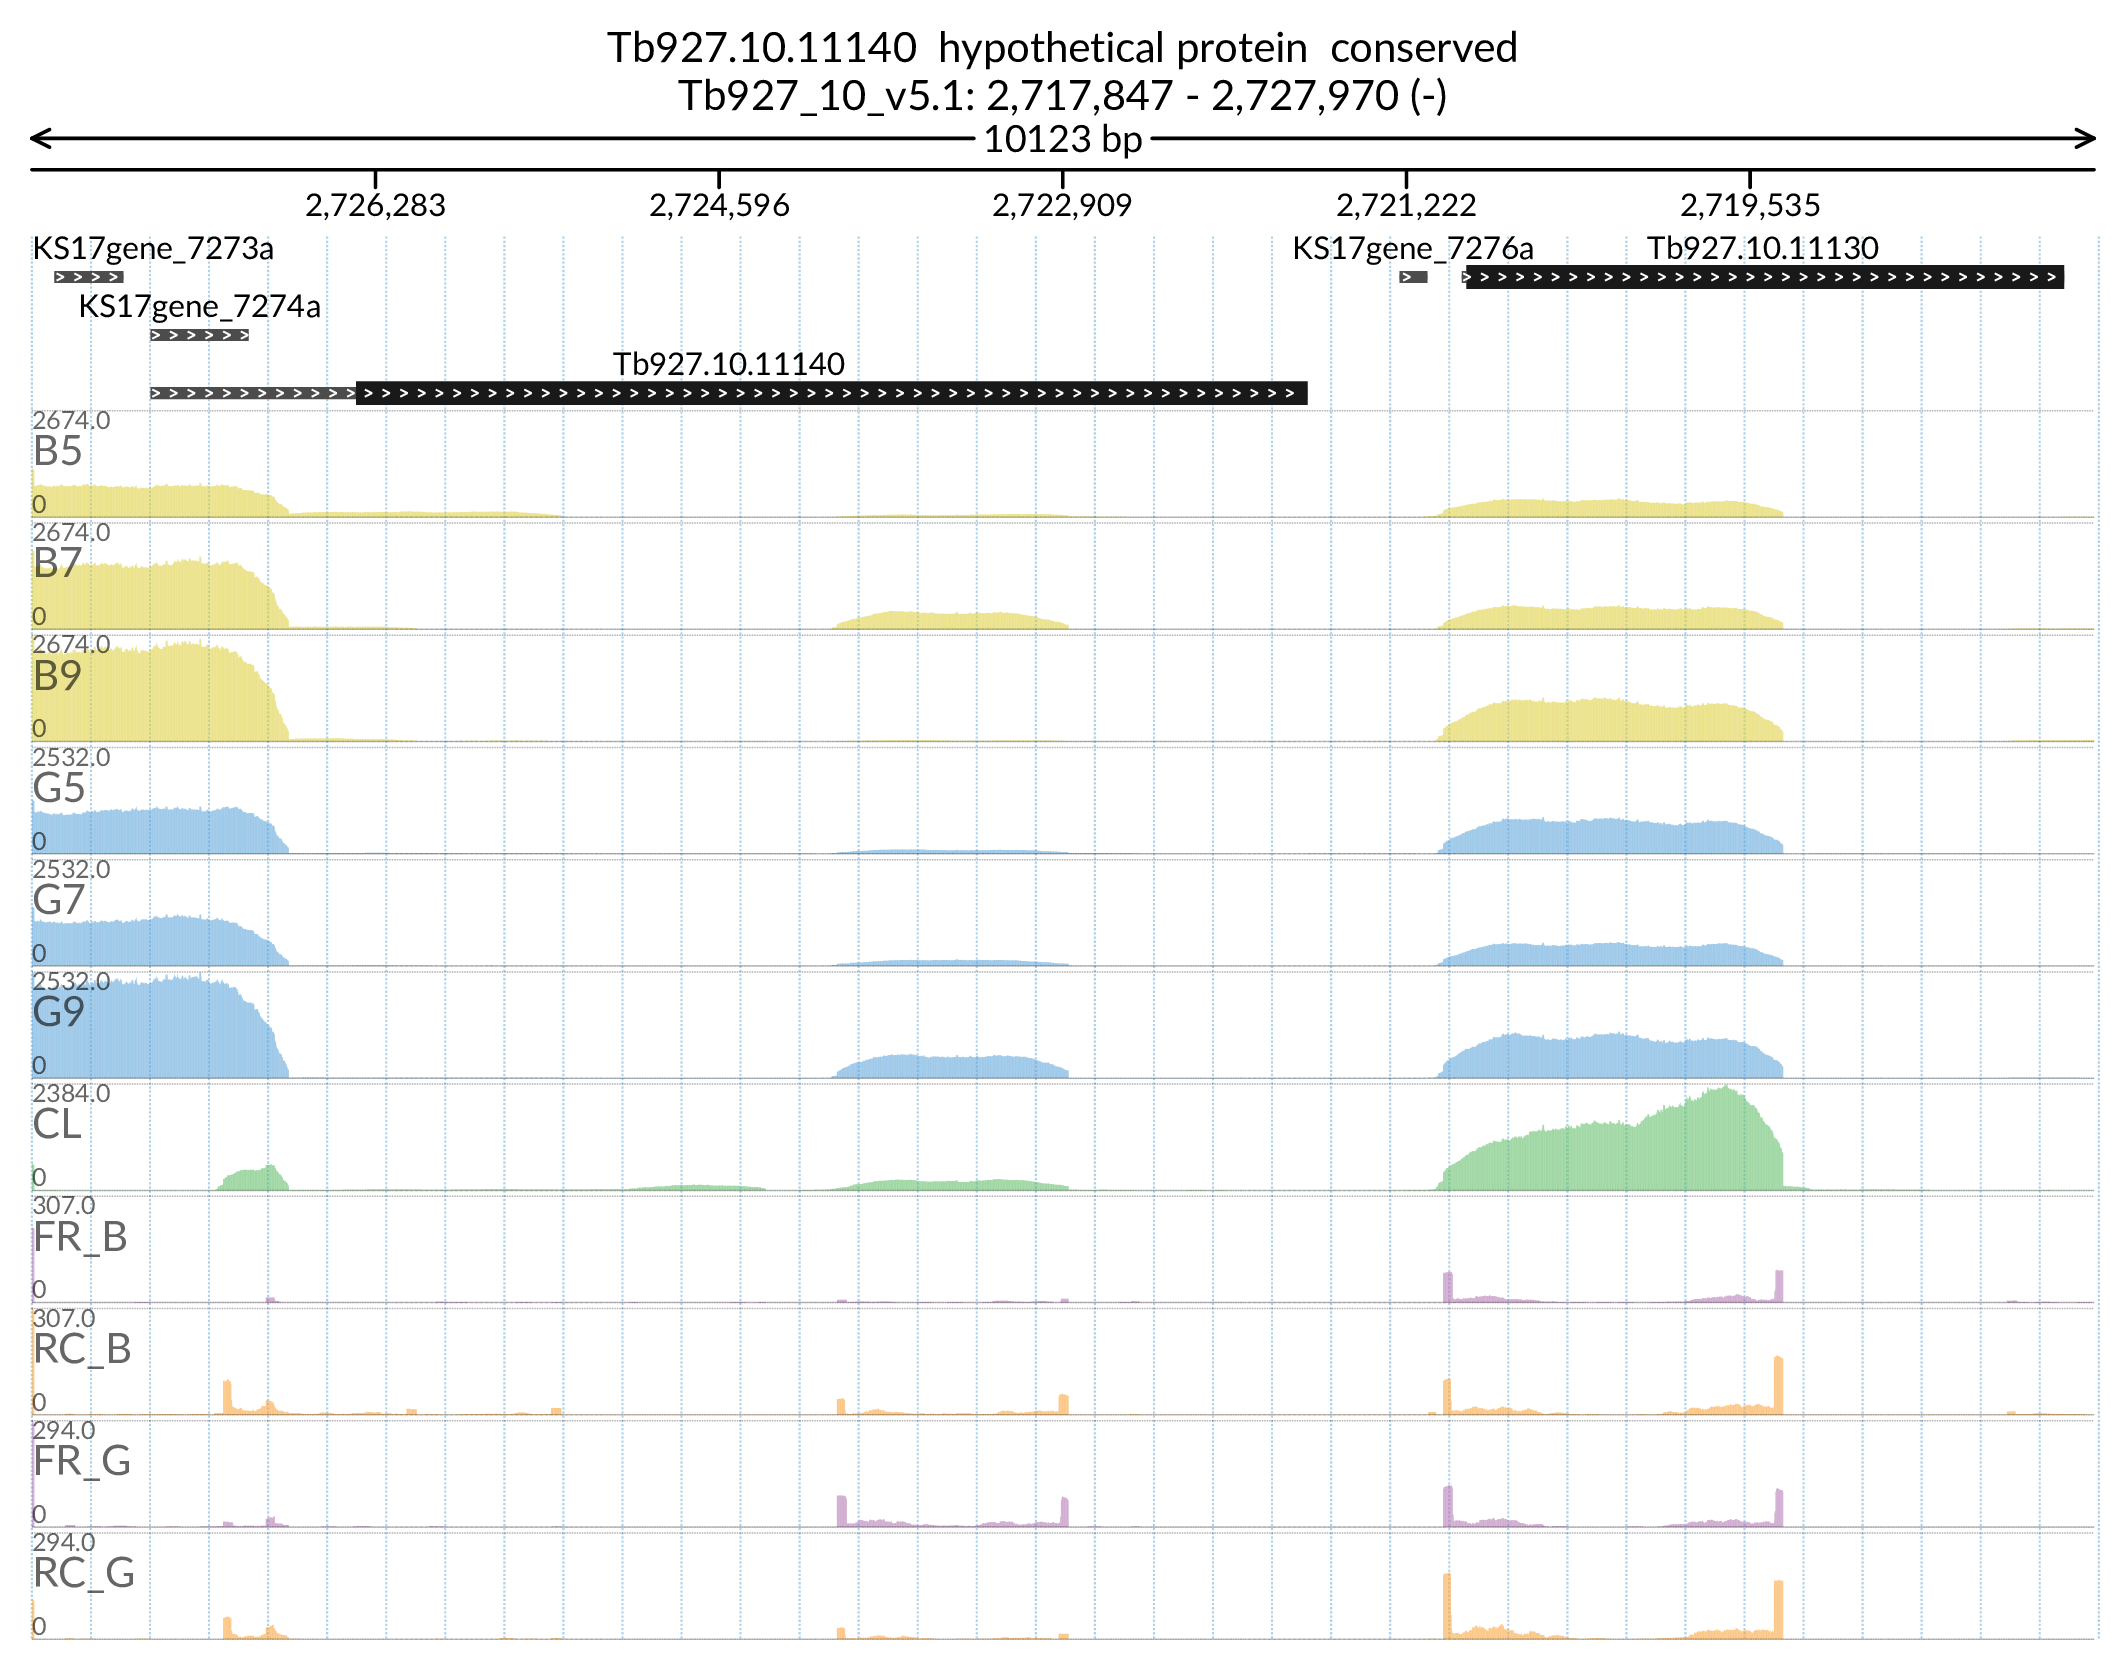 Tb927.10.11140  hypothetical protein  conserved
Tb927_10_v5.1: 2,717,847 - 2,727,970 (-)
10123 bp
2,726,283 2,724,596 2,722,909 2,721,222 2,719,535
KS17gene_7273a KS17gene_7276a Tb927.10.11130
KS17gene_7274a
Tb927.10.11140
2674.0
B5
0
2674.0
B7
0
2674.0
B9
0
2532.0
G5
0
2532.0
G7
0
2532.0
G9
0
2384.0
CL
0
307.0
FR_B
0
307.0
RC_B
0
294.0
FR_G
0
294.0
RC_G
0